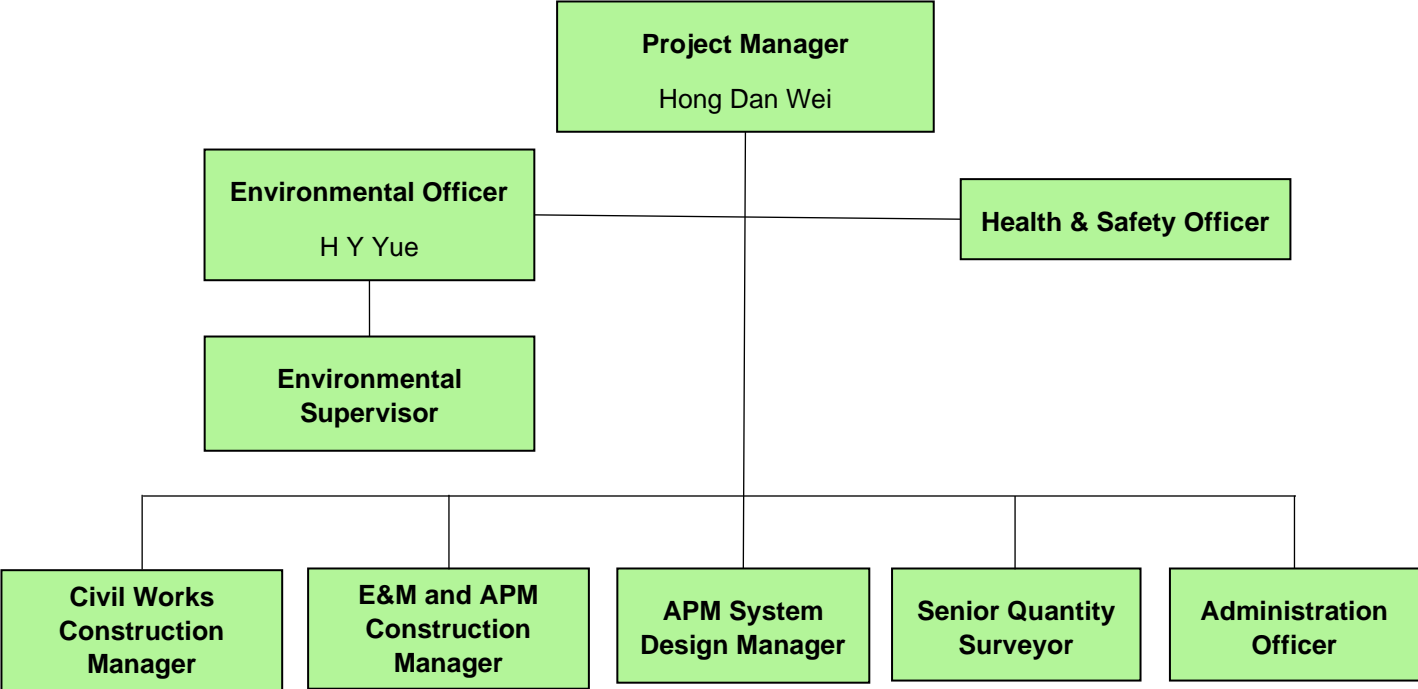 Project Manager
Hong Dan Wei
Environmental Officer
H Y Yue
Health & Safety Officer
Environmental
Supervisor
Civil Works
Construction
Manager
E&M and APM
Construction
Manager
APM System
Design Manager
Senior Quantity
Surveyor
Administration
Officer